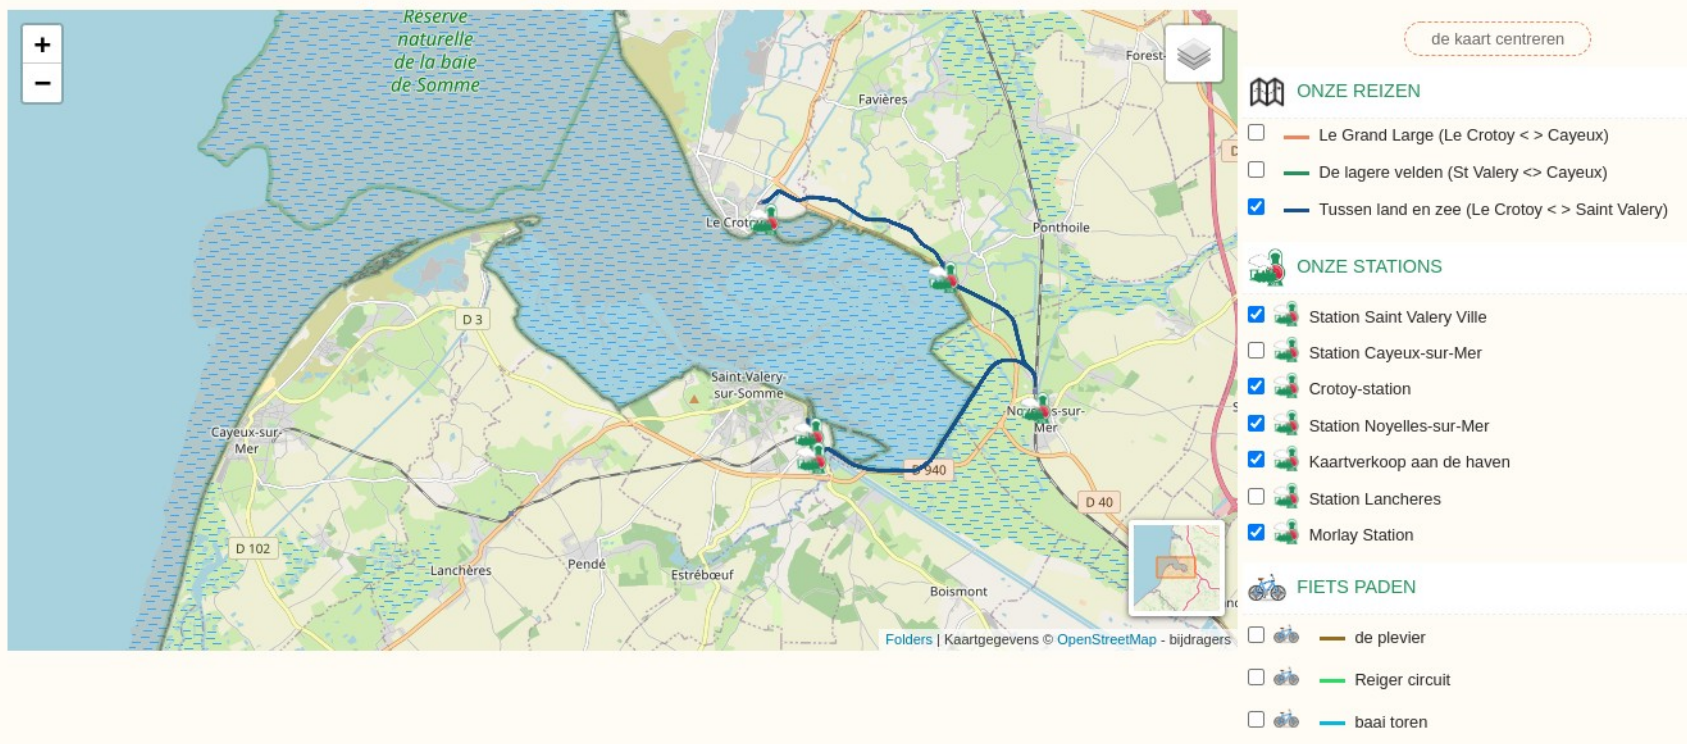 +
−
Réserve
naturelle
de la baie
de Somme
Favières
Forest-
Le Crotoy
Ponthoile
D 3
Saint-Valery-
sur-Somme
Cayeux-sur-
Mer
Noyelles-sur-
Mer
D 940
D 40
D 102
Lanchères
Pendé
Estrébœuf
Boismont
Folders | Kaartgegevens © OpenStreetMap - bijdragers
de kaart centreren
ONZE REIZEN
Le Grand Large (Le Crotoy < > Cayeux)
De lagere velden (St Valery <> Cayeux)
Tussen land en zee (Le Crotoy < > Saint Valery)
ONZE STATIONS
Station Saint Valery Ville
Station Cayeux-sur-Mer
Crotoy-station
Station Noyelles-sur-Mer
Kaartverkoop aan de haven
Station Lancheres
Morlay Station
FIETS PADEN
de plevier
Reiger circuit
baai toren